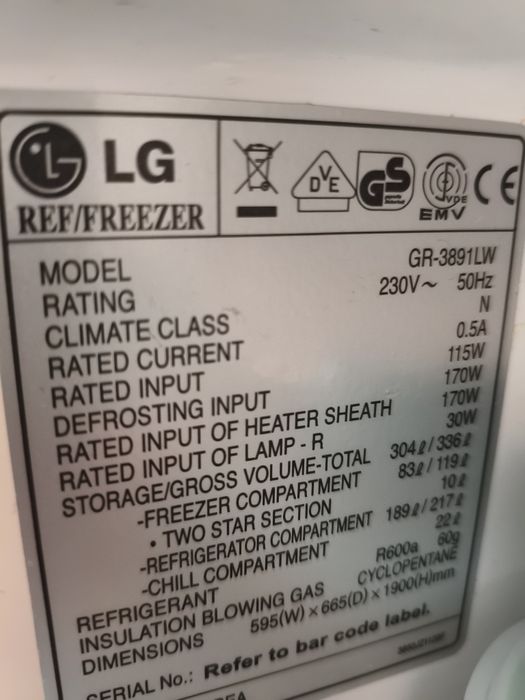 LG
REF/FREEZER
D V E
GS
VDE
EMV
CE
MODEL GR-3891LW
RATING 230V~ 50Hz
CLIMATE CLASS N
RATED CURRENT 0.5A
RATED INPUT 115W
DEFROSTING INPUT 170W
RATED INPUT OF HEATER SHEATH 170W
RATED INPUT OF LAMP - R 30W
STORAGE/GROSS VOLUME-TOTAL 304ℓ/336ℓ
-FREEZER COMPARTMENT 83ℓ/119ℓ
• TWO STAR SECTION 10ℓ
-REFRIGERATOR COMPARTMENT 189ℓ/217ℓ
-CHILL COMPARTMENT 22ℓ
REFRIGERANT R600a 60g
INSULATION BLOWING GAS CYCLOPENTANE
DIMENSIONS 595(W) × 665(D) × 1900(H)mm
SERIAL No.: Refer to bar code label.